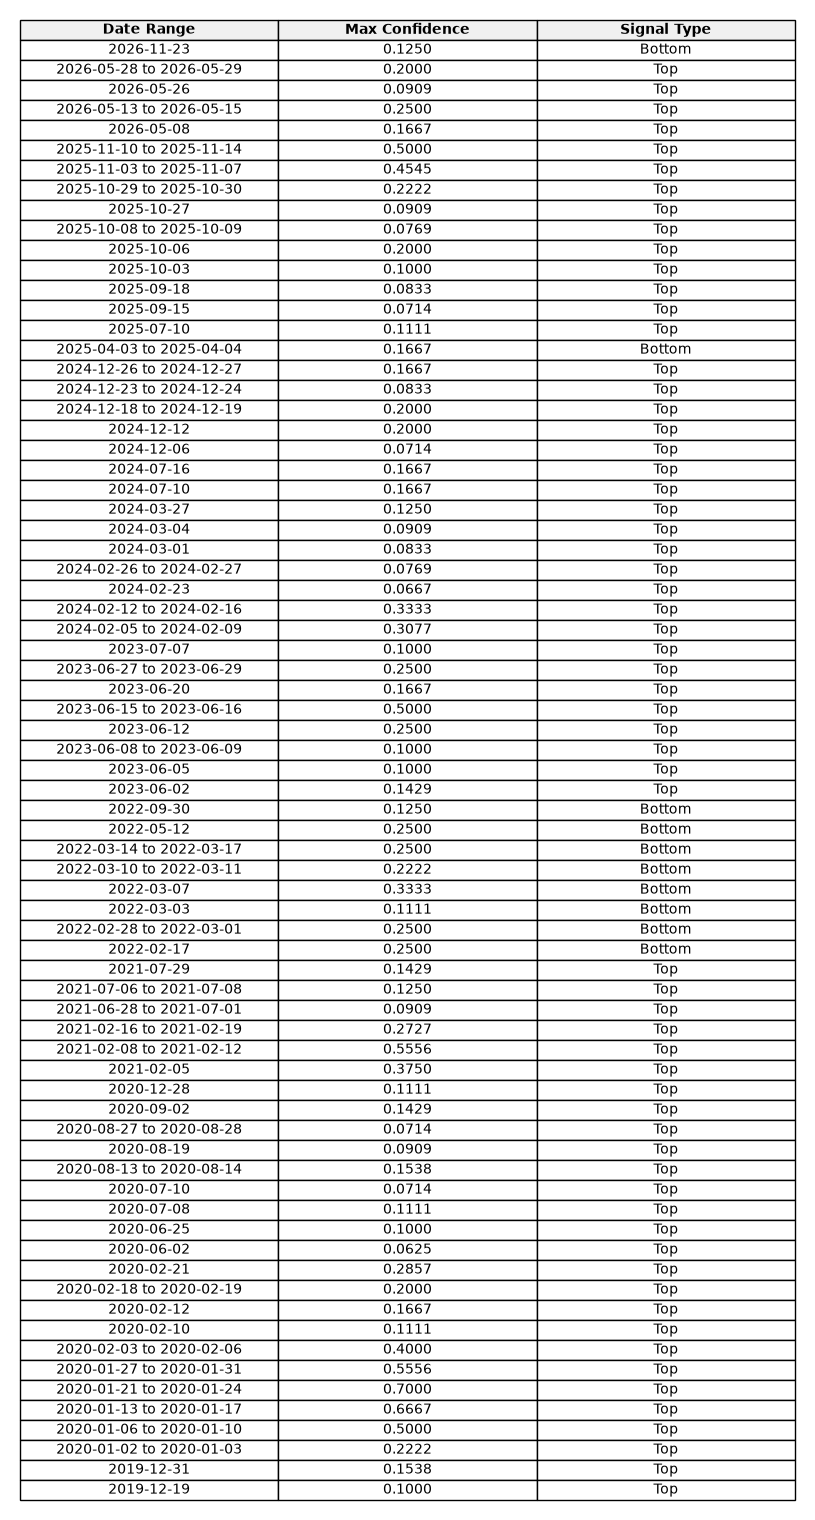 Date Range Max Confidence Signal Type
2026-11-23 0.1250 Bottom
2026-05-28 to 2026-05-29 0.2000 Top
2026-05-26 0.0909 Top
2026-05-13 to 2026-05-15 0.2500 Top
2026-05-08 0.1667 Top
2025-11-10 to 2025-11-14 0.5000 Top
2025-11-03 to 2025-11-07 0.4545 Top
2025-10-29 to 2025-10-30 0.2222 Top
2025-10-27 0.0909 Top
2025-10-08 to 2025-10-09 0.0769 Top
2025-10-06 0.2000 Top
2025-10-03 0.1000 Top
2025-09-18 0.0833 Top
2025-09-15 0.0714 Top
2025-07-10 0.1111 Top
2025-04-03 to 2025-04-04 0.1667 Bottom
2024-12-26 to 2024-12-27 0.1667 Top
2024-12-23 to 2024-12-24 0.0833 Top
2024-12-18 to 2024-12-19 0.2000 Top
2024-12-12 0.2000 Top
2024-12-06 0.0714 Top
2024-07-16 0.1667 Top
2024-07-10 0.1667 Top
2024-03-27 0.1250 Top
2024-03-04 0.0909 Top
2024-03-01 0.0833 Top
2024-02-26 to 2024-02-27 0.0769 Top
2024-02-23 0.0667 Top
2024-02-12 to 2024-02-16 0.3333 Top
2024-02-05 to 2024-02-09 0.3077 Top
2023-07-07 0.1000 Top
2023-06-27 to 2023-06-29 0.2500 Top
2023-06-20 0.1667 Top
2023-06-15 to 2023-06-16 0.5000 Top
2023-06-12 0.2500 Top
2023-06-08 to 2023-06-09 0.1000 Top
2023-06-05 0.1000 Top
2023-06-02 0.1429 Top
2022-09-30 0.1250 Bottom
2022-05-12 0.2500 Bottom
2022-03-14 to 2022-03-17 0.2500 Bottom
2022-03-10 to 2022-03-11 0.2222 Bottom
2022-03-07 0.3333 Bottom
2022-03-03 0.1111 Bottom
2022-02-28 to 2022-03-01 0.2500 Bottom
2022-02-17 0.2500 Bottom
2021-07-29 0.1429 Top
2021-07-06 to 2021-07-08 0.1250 Top
2021-06-28 to 2021-07-01 0.0909 Top
2021-02-16 to 2021-02-19 0.2727 Top
2021-02-08 to 2021-02-12 0.5556 Top
2021-02-05 0.3750 Top
2020-12-28 0.1111 Top
2020-09-02 0.1429 Top
2020-08-27 to 2020-08-28 0.0714 Top
2020-08-19 0.0909 Top
2020-08-13 to 2020-08-14 0.1538 Top
2020-07-10 0.0714 Top
2020-07-08 0.1111 Top
2020-06-25 0.1000 Top
2020-06-02 0.0625 Top
2020-02-21 0.2857 Top
2020-02-18 to 2020-02-19 0.2000 Top
2020-02-12 0.1667 Top
2020-02-10 0.1111 Top
2020-02-03 to 2020-02-06 0.4000 Top
2020-01-27 to 2020-01-31 0.5556 Top
2020-01-21 to 2020-01-24 0.7000 Top
2020-01-13 to 2020-01-17 0.6667 Top
2020-01-06 to 2020-01-10 0.5000 Top
2020-01-02 to 2020-01-03 0.2222 Top
2019-12-31 0.1538 Top
2019-12-19 0.1000 Top